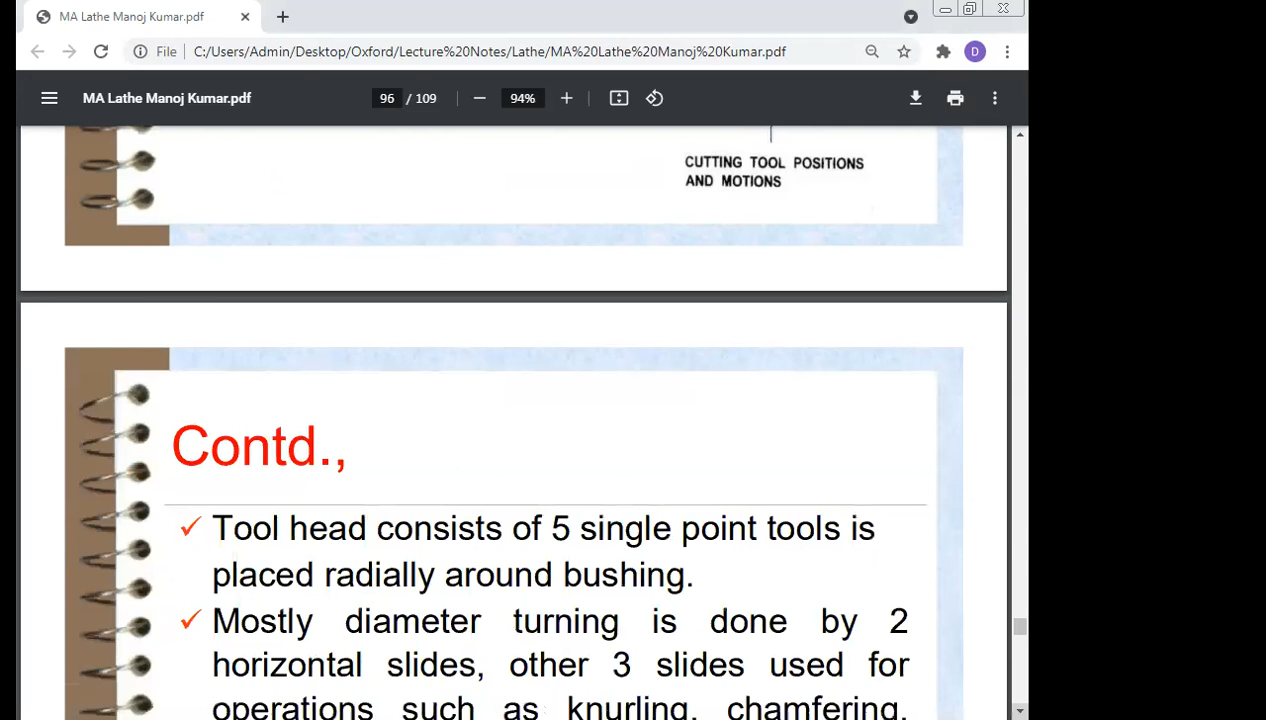 MA Lathe Manoj Kumar.pdf
File C:/Users/Admin/Desktop/Oxford/Lecture%20Notes/Lathe/MA%20Lathe%20Manoj%20Kumar.pdf D
MA Lathe Manoj Kumar.pdf 96 / 109 94%
CUTTING TOOL POSITIONS
AND MOTIONS
Contd.,
Tool head consists of 5 single point tools is
placed radially around bushing.
Mostly diameter turning is done by 2
horizontal slides, other 3 slides used for
operations such as knurling, chamfering,